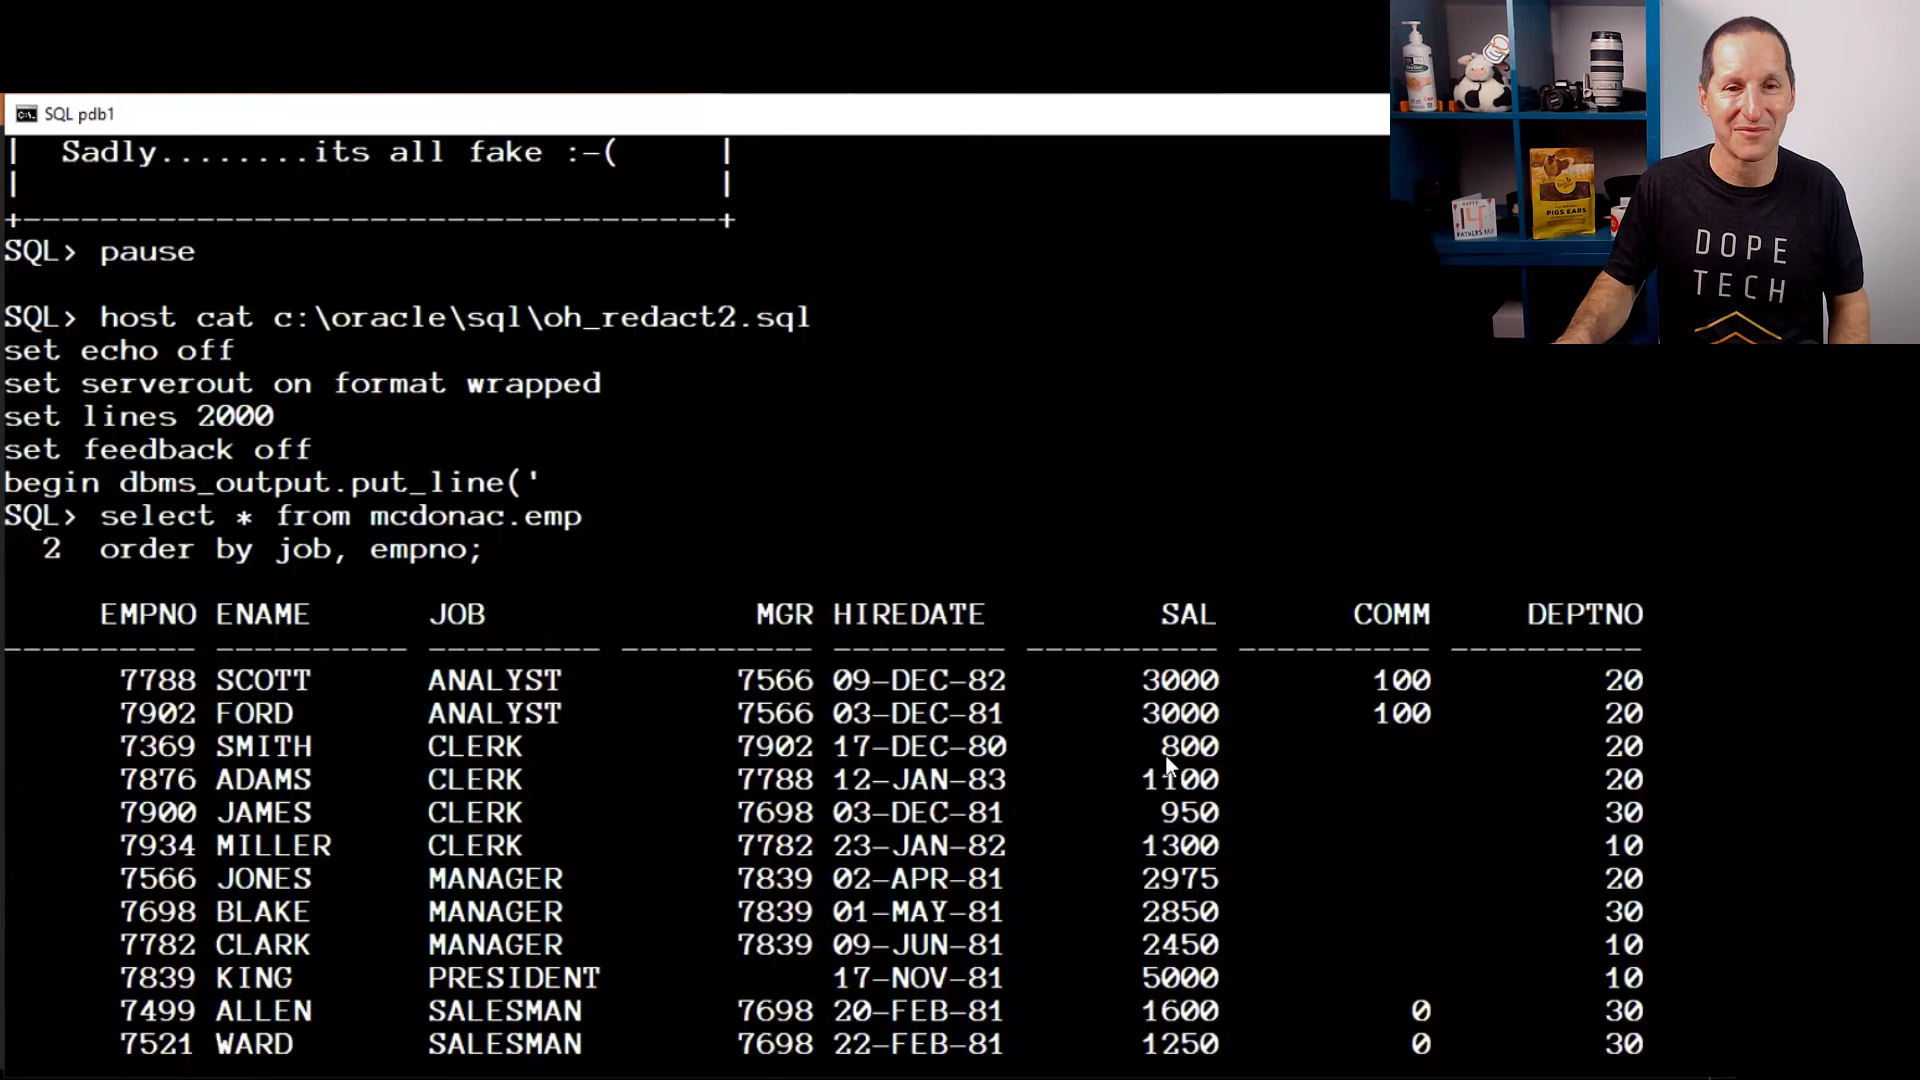 SQL pdb1
|  Sadly........its all fake :-(     |
|                                    |
+------------------------------------+
SQL> pause
SQL> host cat c:\oracle\sql\oh_redact2.sql
set echo off
set serverout on format wrapped
set lines 2000
set feedback off
begin dbms_output.put_line('
SQL> select * from mcdonac.emp
  2  order by job, empno;
EMPNO ENAME JOB MGR HIREDATE SAL COMM DEPTNO
---------- ---------- --------- ---------- --------- ---------- ---------- ----------
7788 SCOTT ANALYST 7566 09-DEC-82 3000 100 20
7902 FORD ANALYST 7566 03-DEC-81 3000 100 20
7369 SMITH CLERK 7902 17-DEC-80 800 20
7876 ADAMS CLERK 7788 12-JAN-83 1100 20
7900 JAMES CLERK 7698 03-DEC-81 950 30
7934 MILLER CLERK 7782 23-JAN-82 1300 10
7566 JONES MANAGER 7839 02-APR-81 2975 20
7698 BLAKE MANAGER 7839 01-MAY-81 2850 30
7782 CLARK MANAGER 7839 09-JUN-81 2450 10
7839 KING PRESIDENT 17-NOV-81 5000 10
7499 ALLEN SALESMAN 7698 20-FEB-81 1600 0 30
7521 WARD SALESMAN 7698 22-FEB-81 1250 0 30
PIGS EARS
14
FATHERS DAY
DOPE
TECH